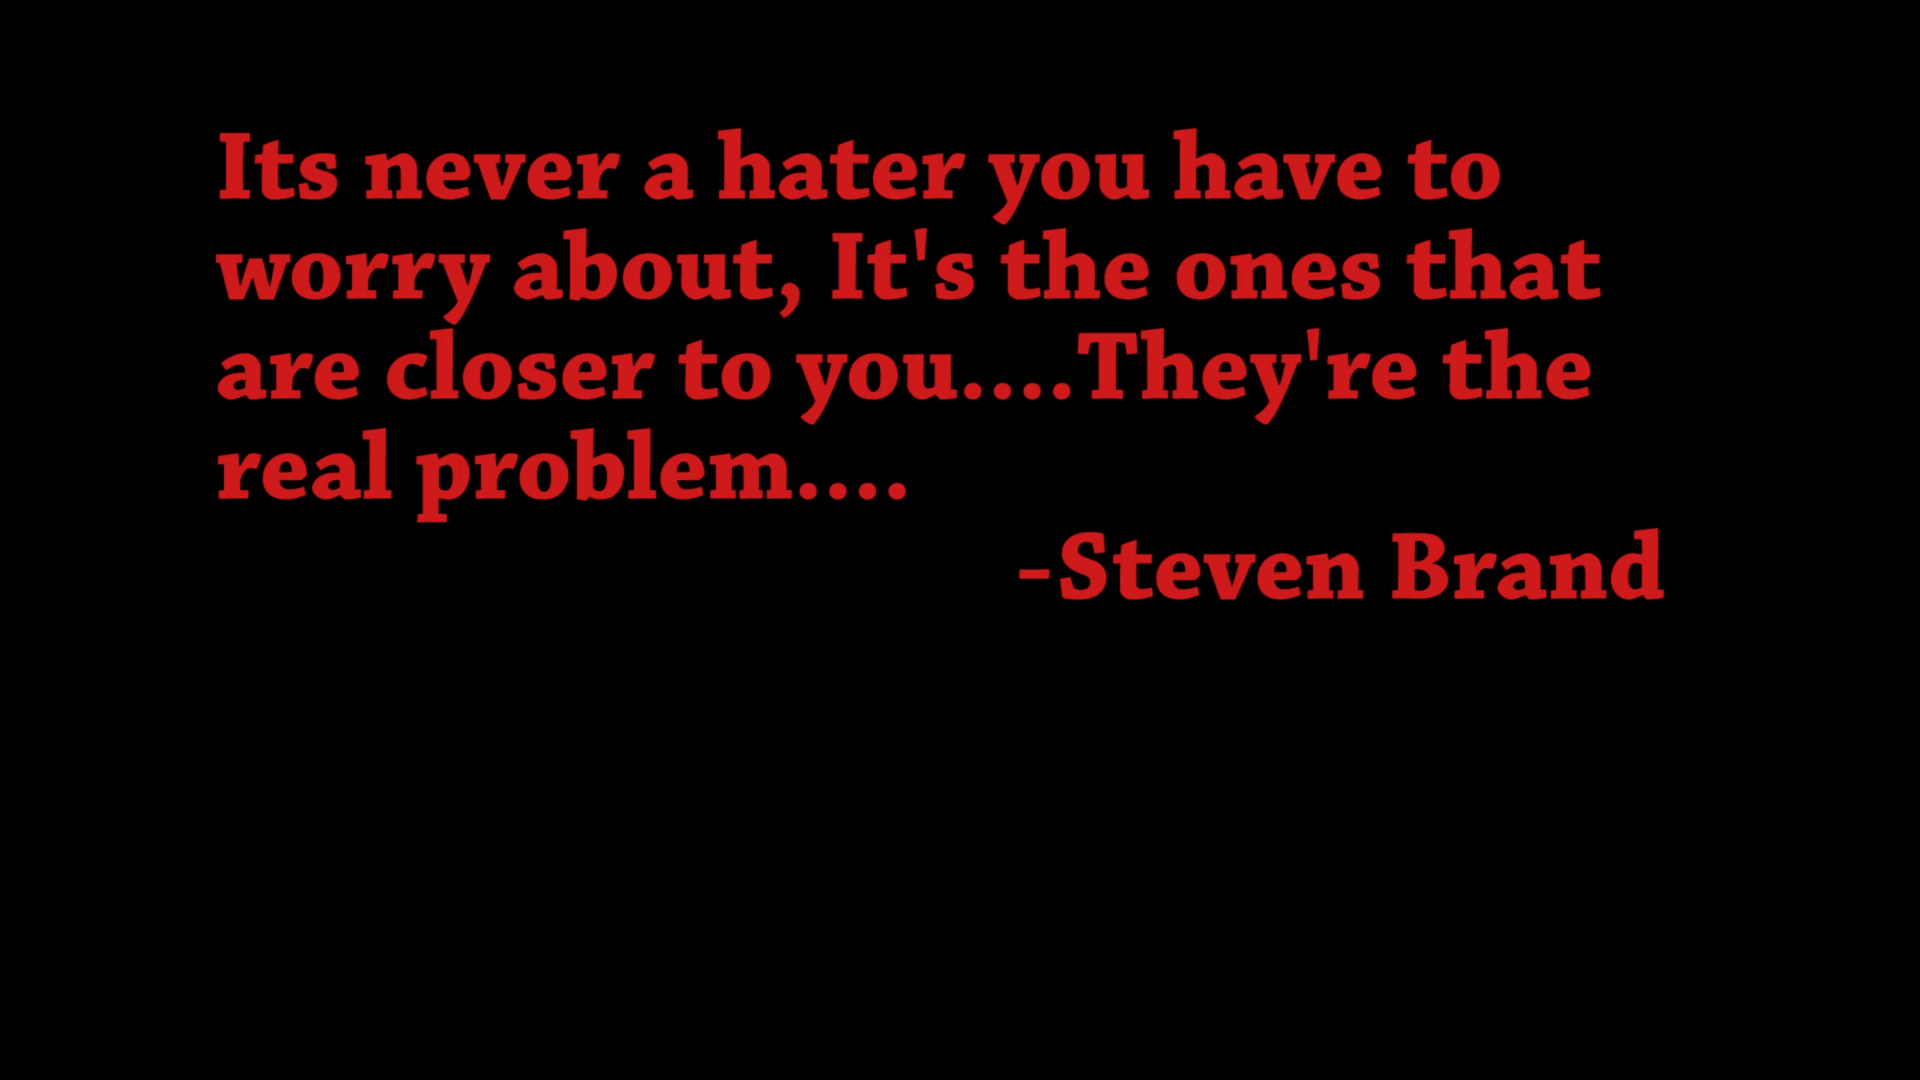 Its never a hater you have to
worry about, It's the ones that
are closer to you....They're the
real problem....
-Steven Brand